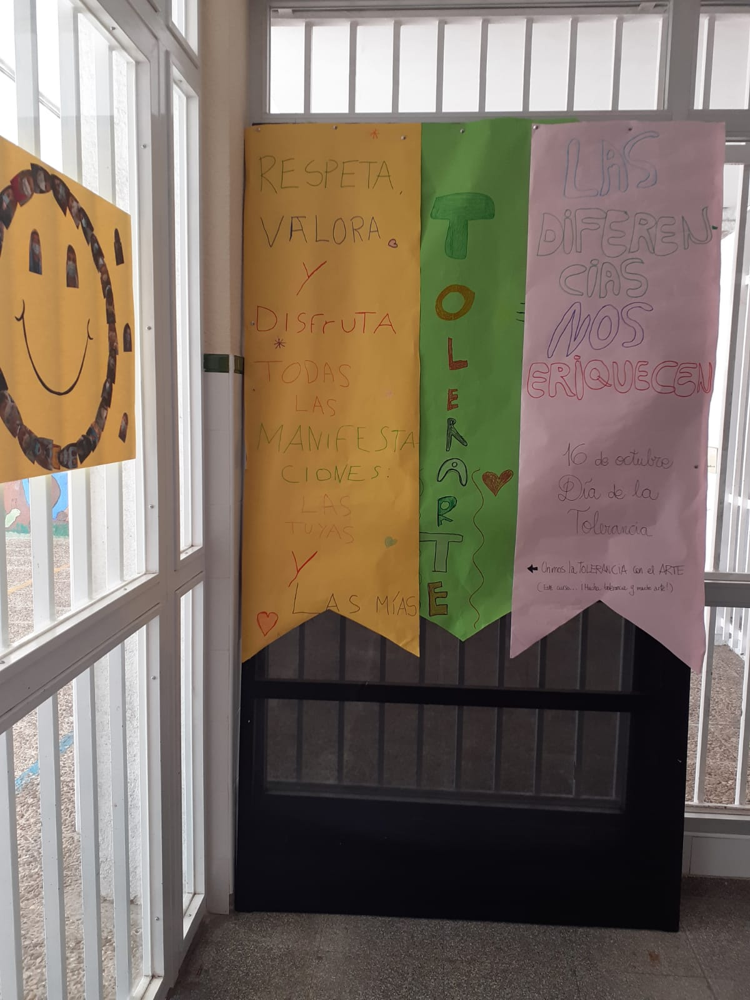 RESPETA,
VALORA
Y
DISFrUTA
TODAS
LAS
MANIFESTA-
CIONES:
LAS
TUYAS
Y
LAS MÍAS
TOLERARTE
LAS
DiFEREN-
CiAS
NOS
ERiQUECEN
16 de octubre
Día de la
Tolerancia
Unimos la TOLERANCIA con el ARTE
(Este curso... ¡Mucha tolerancia y mucho arte!)